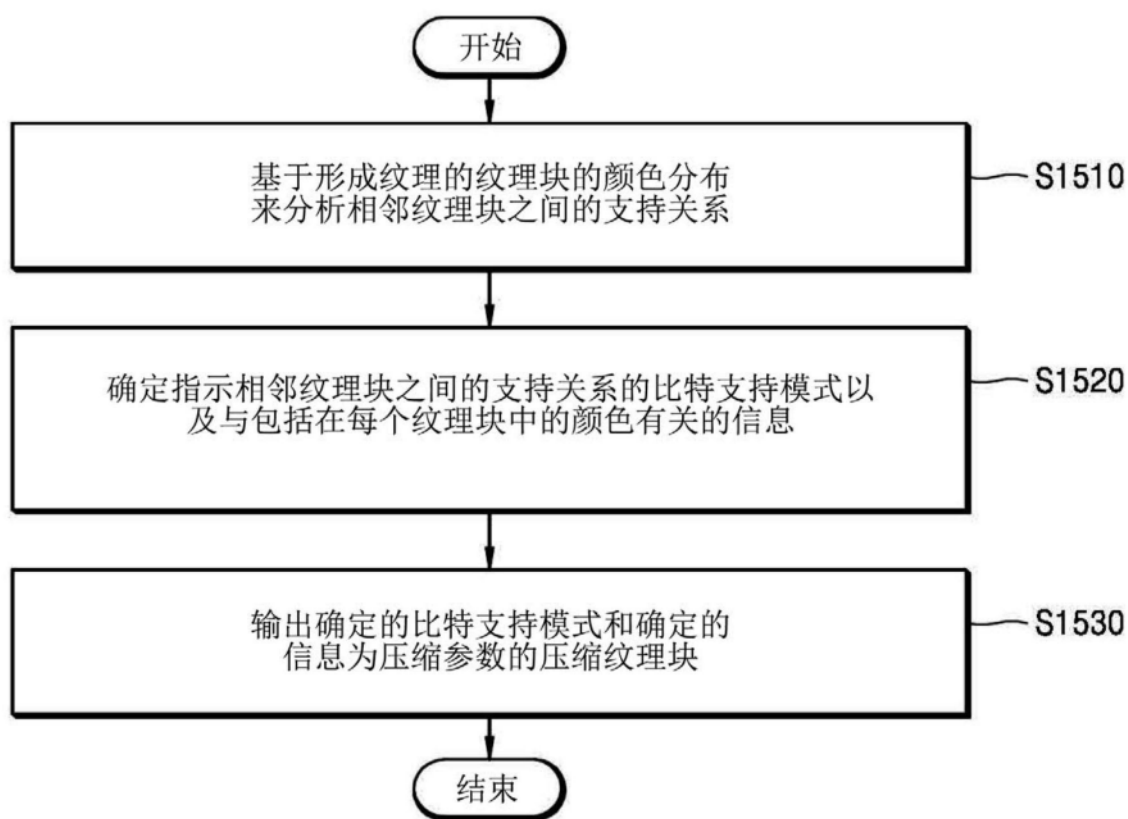 开始
基于形成纹理的纹理块的颜色分布
来分析相邻纹理块之间的支持关系
S1510
确定指示相邻纹理块之间的支持关系的比特支持模式以
及与包括在每个纹理块中的颜色有关的信息
S1520
输出确定的比特支持模式和确定的
信息为压缩参数的压缩纹理块
S1530
结束